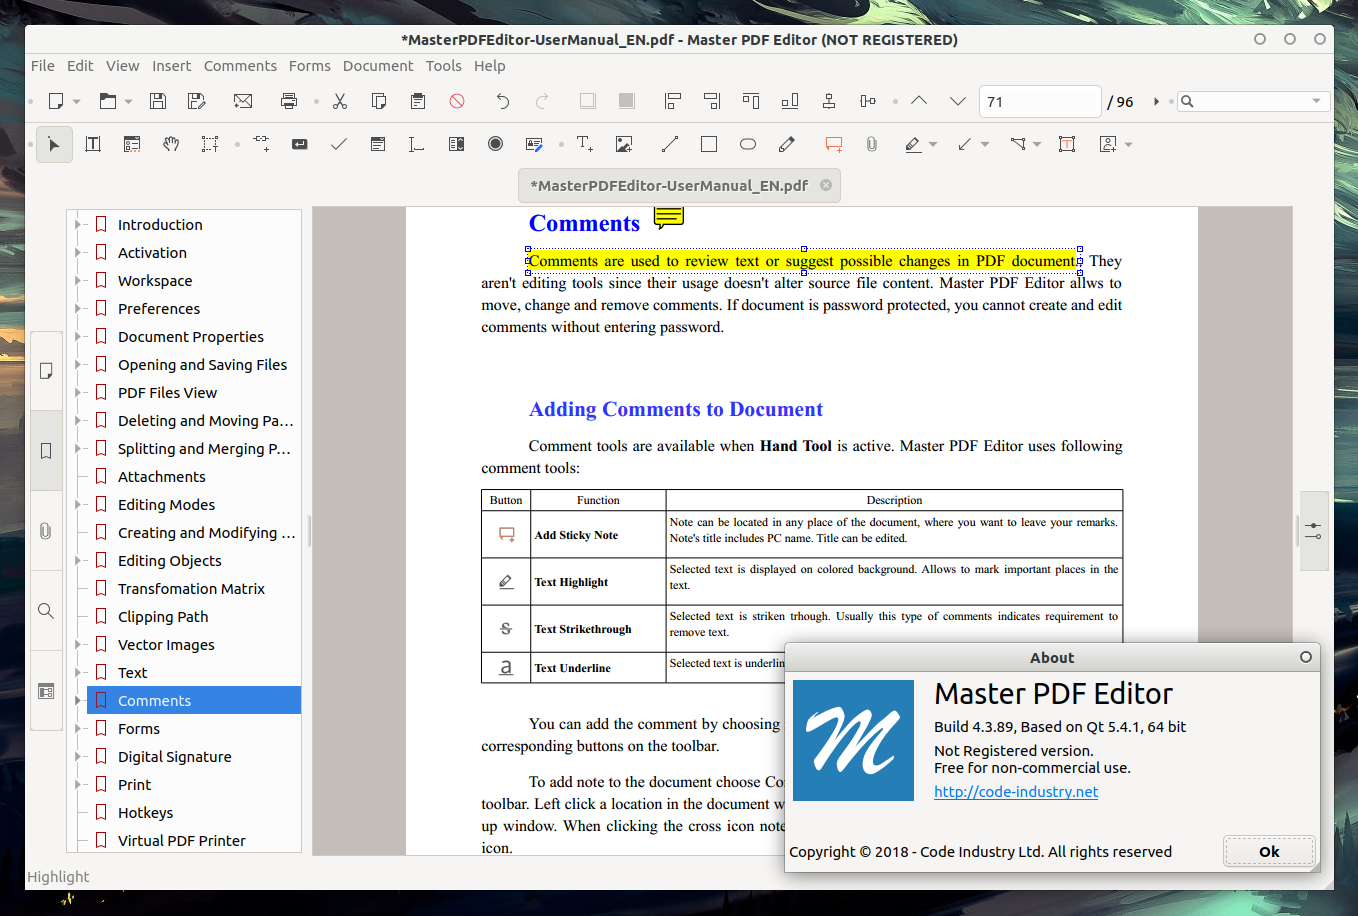 *MasterPDFEditor-UserManual_EN.pdf - Master PDF Editor (NOT REGISTERED)
File Edit View Insert Comments Forms Document Tools Help
71 / 96
*MasterPDFEditor-UserManual_EN.pdf
Introduction
Activation
Workspace
Preferences
Document Properties
Opening and Saving Files
PDF Files View
Deleting and Moving Pa...
Splitting and Merging P...
Attachments
Editing Modes
Creating and Modifying ...
Editing Objects
Transfomation Matrix
Clipping Path
Vector Images
Text
Comments
Forms
Digital Signature
Print
Hotkeys
Virtual PDF Printer
Comments
Comments are used to review text or suggest possible changes in PDF document. They
aren't editing tools since their usage doesn't alter source file content. Master PDF Editor allws to
move, change and remove comments. If document is password protected, you cannot create and edit
comments without entering password.
Adding Comments to Document
Comment tools are available when Hand Tool is active. Master PDF Editor uses following
comment tools:
Button Function Description
Add Sticky Note
Note can be located in any place of the document, where you want to leave your remarks.
Note's title includes PC name. Title can be edited.
Text Highlight
Selected text is displayed on colored background. Allows to mark important places in the
text.
S Text Strikethrough
Selected text is striken trhough. Usually this type of comments indicates requirement to
remove text.
a Text Underline
Selected text is underlin
You can add the comment by choosing
corresponding buttons on the toolbar.
To add note to the document choose Co
toolbar. Left click a location in the document w
up window. When clicking the cross icon note
icon.
About
Master PDF Editor
Build 4.3.89, Based on Qt 5.4.1, 64 bit
Not Registered version.
Free for non-commercial use.
http://code-industry.net
Copyright © 2018 - Code Industry Ltd. All rights reserved
Ok
Highlight